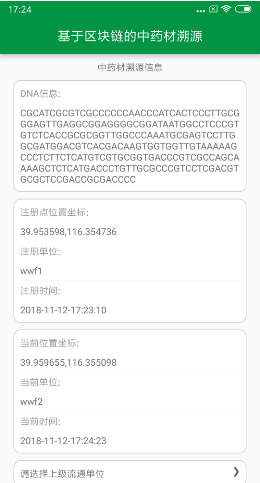 17:24
基于区块链的中药材溯源
中药材溯源信息
DNA信息:
CGCATCGCGTCGCCCCCCAACCCATCACTCCCTTGCG
GGAGTTGAGGCGGAGGGGCGGATAATGGCCTCCCGT
GTCTCACCGCGCGGTTGGCCCAAATGCGAGTCCTTG
GCGATGGACGTCACGACAAGTGGTGGTTGTAAAAAG
CCCTCTTCTCATGTCGTGCGGTGACCCGTCGCCAGCA
AAAGCTCTCATGACCCTGTTGCGCCCGTCCTCGACGT
GCGCTCCGACCGCGACCCC
注册点位置坐标:
39.953598,116.354736
注册单位:
wwf1
注册时间:
2018-11-12-17:23:10
当前位置坐标:
39.959655,116.355098
当前单位:
wwf2
当前时间:
2018-11-12-17:24:23
请选择上级流通单位